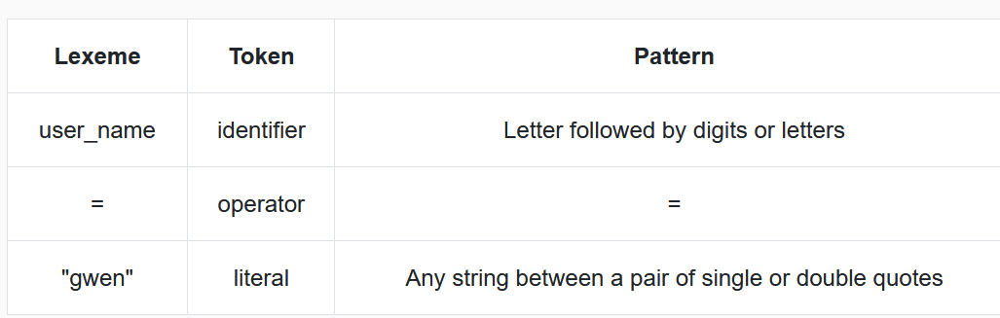 Lexeme Token Pattern
user_name identifier Letter followed by digits or letters
= operator =
"gwen" literal Any string between a pair of single or double quotes